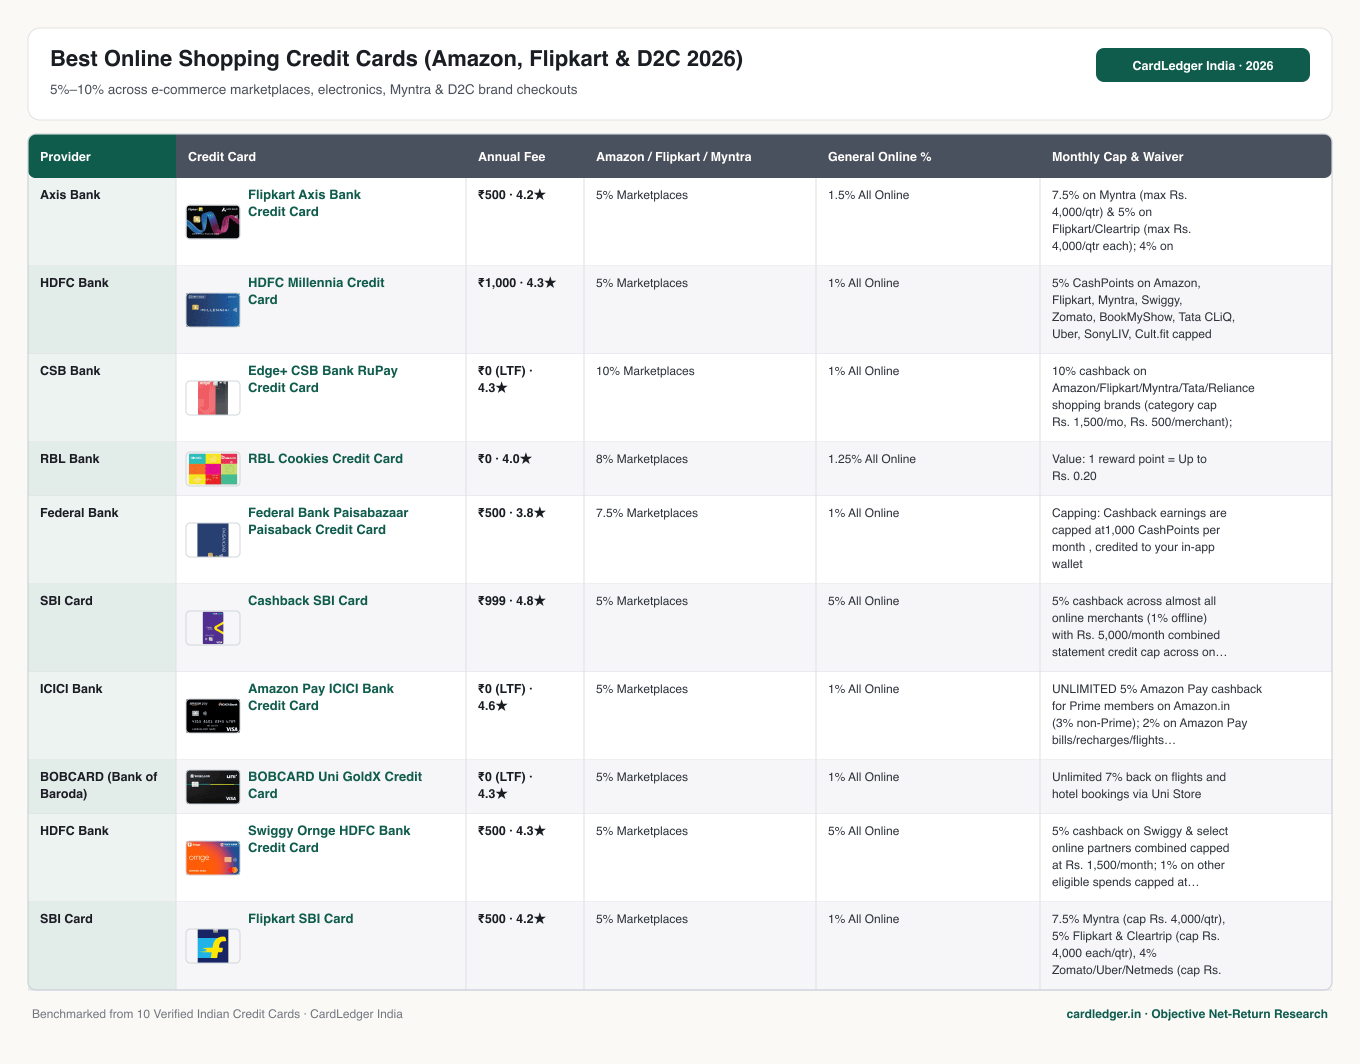 Best Online Shopping Credit Cards (Amazon, Flipkart & D2C 2026)
5%–10% across e-commerce marketplaces, electronics, Myntra & D2C brand checkouts
CardLedger India · 2026
Provider
Credit Card
Annual Fee
Amazon / Flipkart / Myntra
General Online %
Monthly Cap & Waiver
Axis Bank
Flipkart Axis Bank
Credit Card
₹500 · 4.2★
5% Marketplaces
1.5% All Online
7.5% on Myntra (max Rs.
4,000/qtr) & 5% on
Flipkart/Cleartrip (max Rs.
4,000/qtr each); 4% on
HDFC Bank
MILLENNIA
HDFC Millennia Credit
Card
₹1,000 · 4.3★
5% Marketplaces
1% All Online
5% CashPoints on Amazon,
Flipkart, Myntra, Swiggy,
Zomato, BookMyShow, Tata CLiQ,
Uber, SonyLIV, Cult.fit capped
CSB Bank
Edge+ CSB Bank RuPay
Credit Card
₹0 (LTF) ·
4.3★
10% Marketplaces
1% All Online
10% cashback on
Amazon/Flipkart/Myntra/Tata/Reliance
shopping brands (category cap
Rs. 1,500/mo, Rs. 500/merchant);
RBL Bank
RBL Cookies Credit Card
₹0 · 4.0★
8% Marketplaces
1.25% All Online
Value: 1 reward point = Up to
Rs. 0.20
Federal Bank
Federal Bank Paisabazaar
Paisaback Credit Card
₹500 · 3.8★
7.5% Marketplaces
1% All Online
Capping: Cashback earnings are
capped at1,000 CashPoints per
month , credited to your in-app
wallet
SBI Card
VISA
Cashback SBI Card
₹999 · 4.8★
5% Marketplaces
5% All Online
5% cashback across almost all
online merchants (1% offline)
with Rs. 5,000/month combined
statement credit cap across on…
ICICI Bank
VISA
Amazon Pay ICICI Bank
Credit Card
₹0 (LTF) ·
4.6★
5% Marketplaces
1% All Online
UNLIMITED 5% Amazon Pay cashback
for Prime members on Amazon.in
(3% non-Prime); 2% on Amazon Pay
bills/recharges/flights…
BOBCARD (Bank of
Baroda)
uni
VISA
BOBCARD Uni GoldX Credit
Card
₹0 (LTF) ·
4.3★
5% Marketplaces
1% All Online
Unlimited 7% back on flights and
hotel bookings via Uni Store
HDFC Bank
ornge
Swiggy Ornge HDFC Bank
Credit Card
₹500 · 4.3★
5% Marketplaces
5% All Online
5% cashback on Swiggy & select
online partners combined capped
at Rs. 1,500/month; 1% on other
eligible spends capped at…
SBI Card
Flipkart SBI Card
₹500 · 4.2★
5% Marketplaces
1% All Online
7.5% Myntra (cap Rs. 4,000/qtr),
5% Flipkart & Cleartrip (cap Rs.
4,000 each/qtr), 4%
Zomato/Uber/Netmeds (cap Rs.
Benchmarked from 10 Verified Indian Credit Cards · CardLedger India
cardledger.in · Objective Net-Return Research